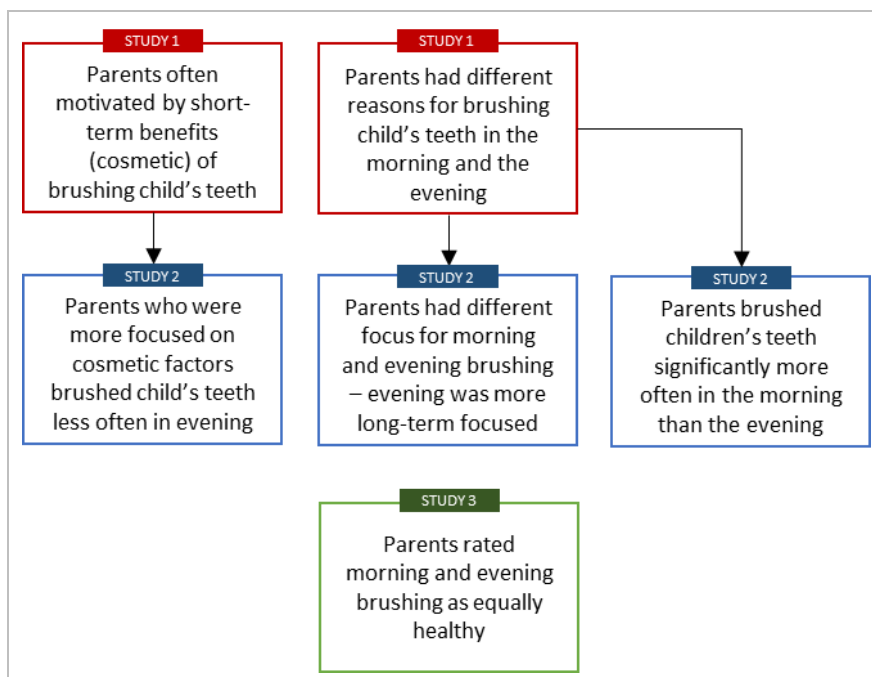 STUDY 1
Parents often
motivated by short-
term benefits
(cosmetic) of
brushing child's teeth
STUDY 1
Parents had different
reasons for brushing
child's teeth in the
morning and the
evening
STUDY 2
Parents who were
more focused on
cosmetic factors
brushed child's teeth
less often in evening
STUDY 2
Parents had different
focus for morning
and evening brushing
– evening was more
long-term focused
STUDY 2
Parents brushed
children's teeth
significantly more
often in the morning
than the evening
STUDY 3
Parents rated
morning and evening
brushing as equally
healthy